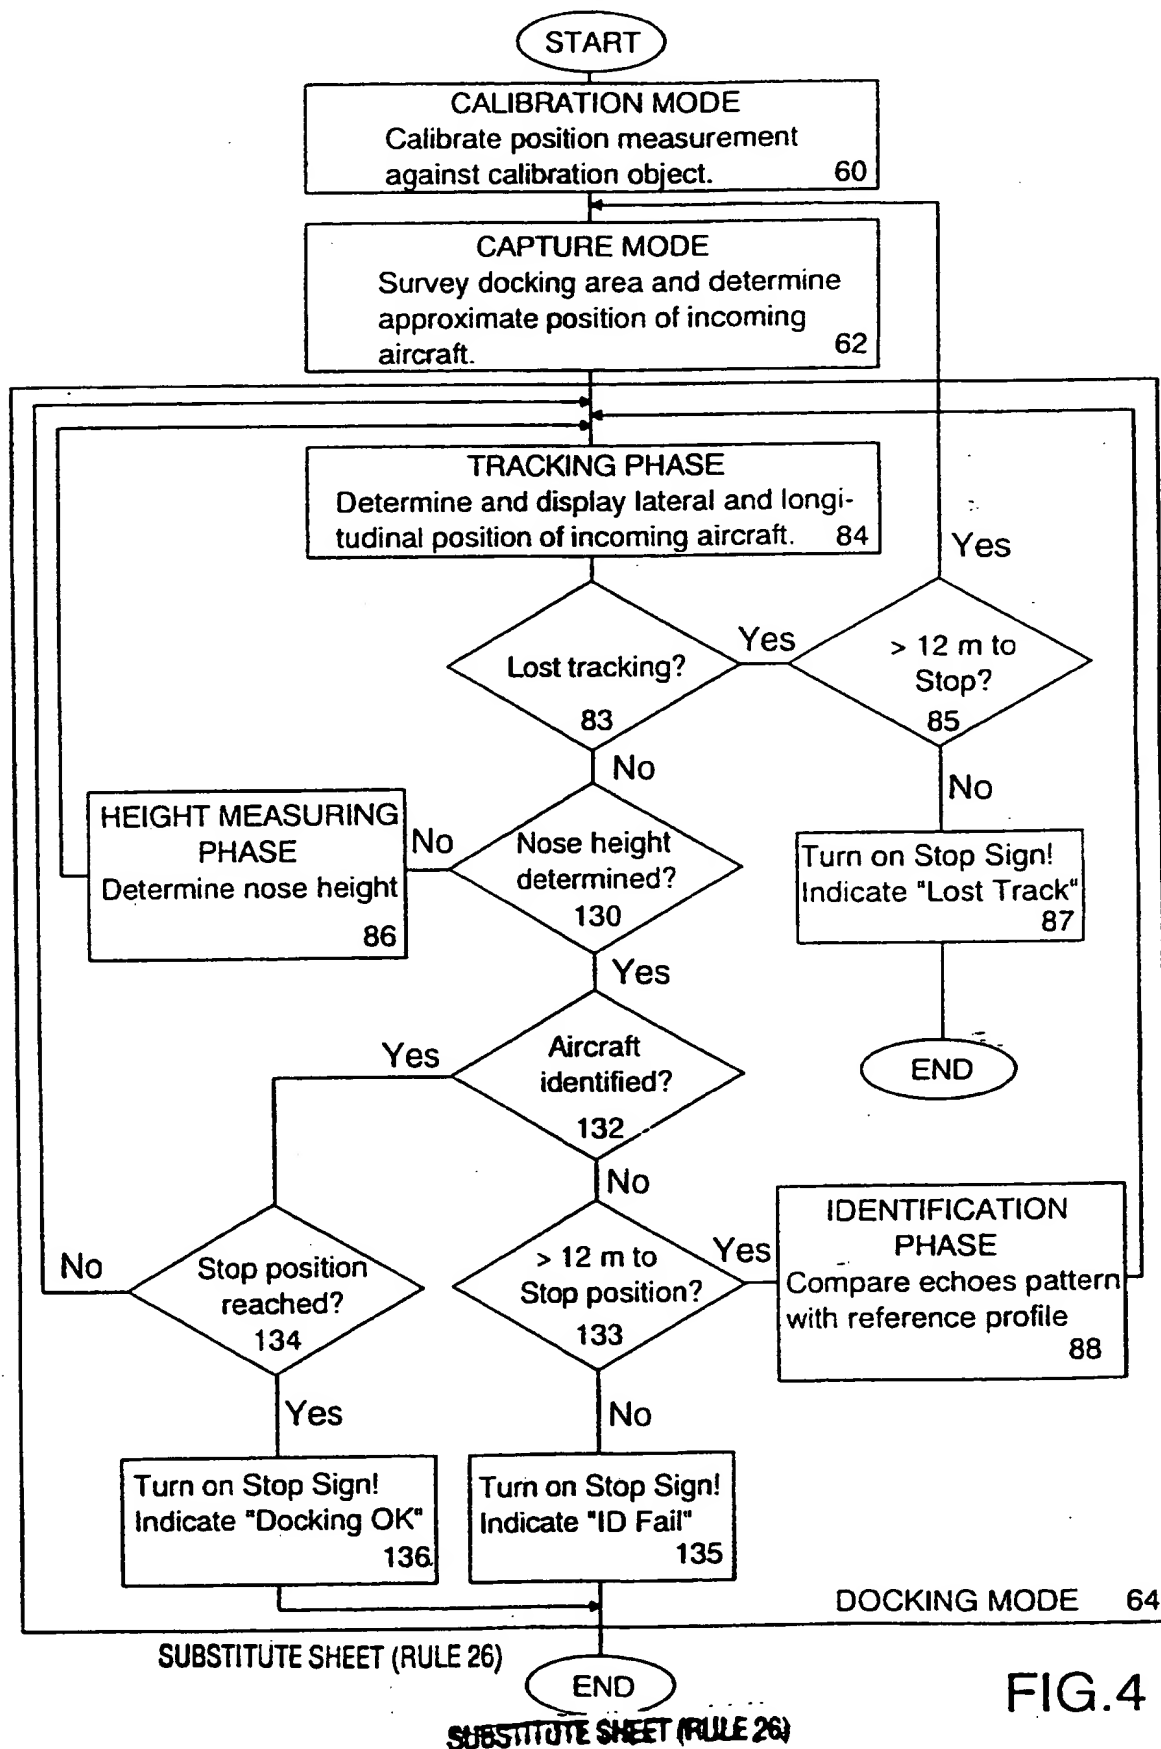 START
CALIBRATION MODE
Calibrate position measurement
against calibration object.
60
CAPTURE MODE
Survey docking area and determine
approximate position of incoming
aircraft.
62
TRACKING PHASE
Determine and display lateral and longi-
tudinal position of incoming aircraft.
84
Yes
Lost tracking?
83
Yes
> 12 m to
Stop?
85
No
No
HEIGHT MEASURING
PHASE
Determine nose height
86
No
Nose height
determined?
130
Turn on Stop Sign!
Indicate "Lost Track"
87
Yes
END
Yes
Aircraft
identified?
132
No
No
Stop position
reached?
134
> 12 m to
Stop position?
133
Yes
IDENTIFICATION
PHASE
Compare echoes pattern
with reference profile
88
Yes
No
Turn on Stop Sign!
Indicate "Docking OK"
136
Turn on Stop Sign!
Indicate "ID Fail"
135
DOCKING MODE 64
SUBSTITUTE SHEET (RULE 26)
END
FIG.4
SUBSTITUTE SHEET (RULE 26)